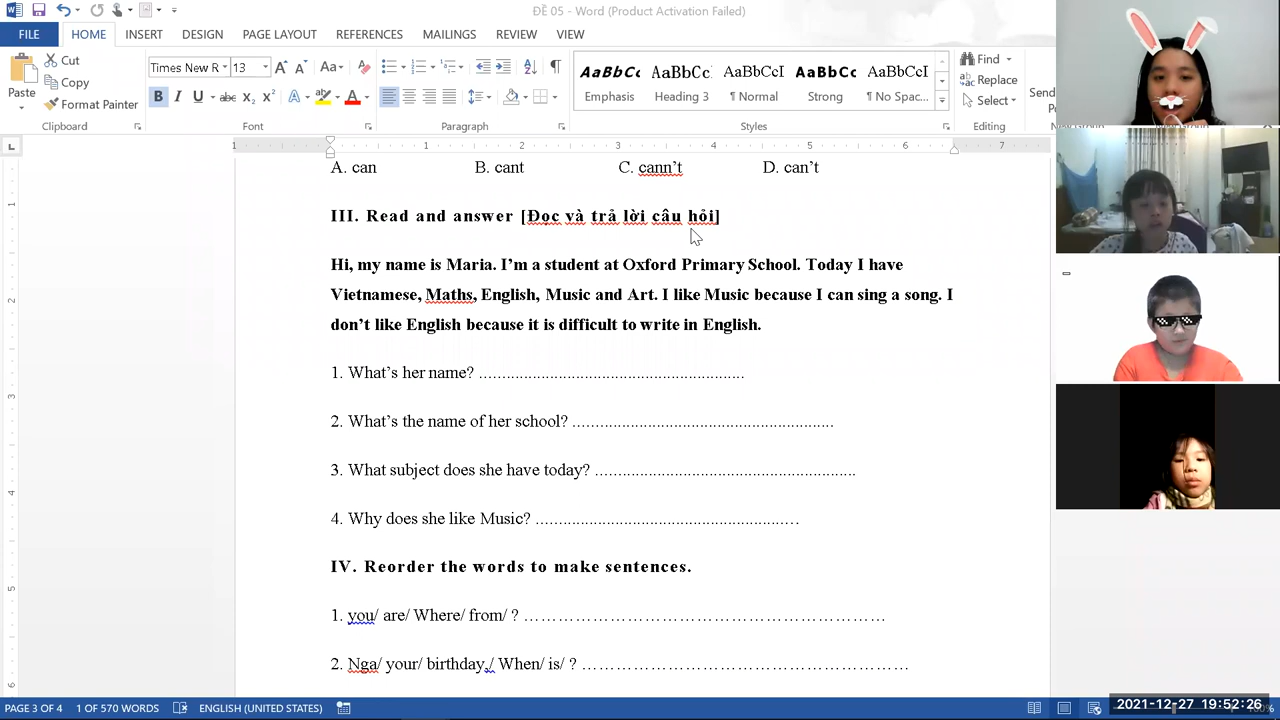 ĐỀ 05 - Word (Product Activation Failed)
FILE HOME INSERT DESIGN PAGE LAYOUT REFERENCES MAILINGS REVIEW VIEW
Paste
Cut
Copy
Format Painter
Clipboard
Times New R 13
Font
Paragraph
AaBbCc AaBbCc AaBbCcI AaBbCc AaBbCcI
Emphasis Heading 3 ¶ Normal Strong ¶ No Spac...
Styles
Find
Replace
Select
Editing
A. can B. cant C. cann’t D. can’t
III. Read and answer [Đọc và trả lời câu hỏi]
Hi, my name is Maria. I’m a student at Oxford Primary School. Today I have
Vietnamese, Maths, English, Music and Art. I like Music because I can sing a song. I
don’t like English because it is difficult to write in English.
1. What’s her name? ........................................................
2. What’s the name of her school? .......................................................
3. What subject does she have today? .......................................................
4. Why does she like Music? .......................................................
IV. Reorder the words to make sentences.
1. you/ are/ Where/ from/ ? ……………………………………………………
2. Nga/ your/ birthday,/ When/ is/ ? ………………………………………………
PAGE 3 OF 4 1 OF 570 WORDS ENGLISH (UNITED STATES)
2021-12-27 19:52:26